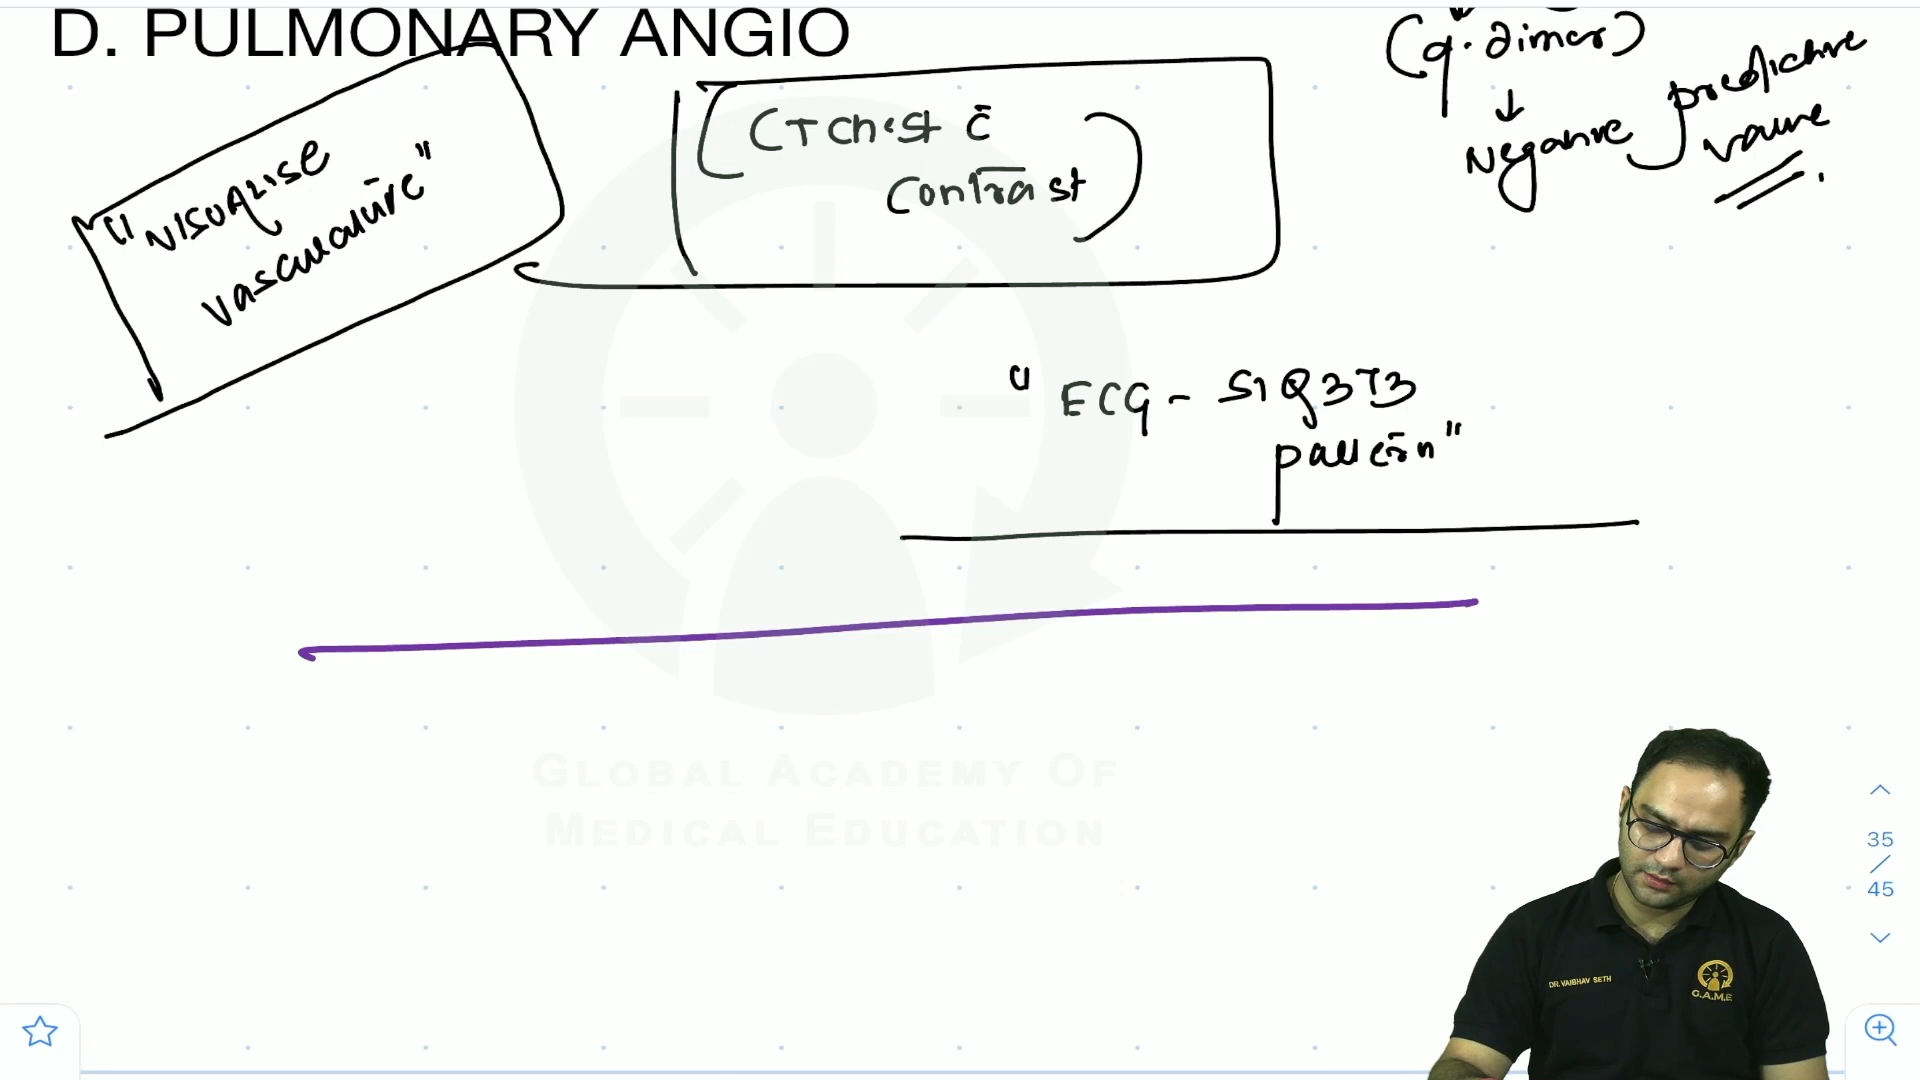 D. PULMONARY ANGIO
(q. dimer)
↓
Negative predictive
value
CT Chest c̄
Contrast
"VISUALISE
vasculature"
" ECG - S1Q3T3
pattern"
GLOBAL ACADEMY OF
MEDICAL EDUCATION
35
/
45
DR. VAIBHAV SETH
G.A.M.E